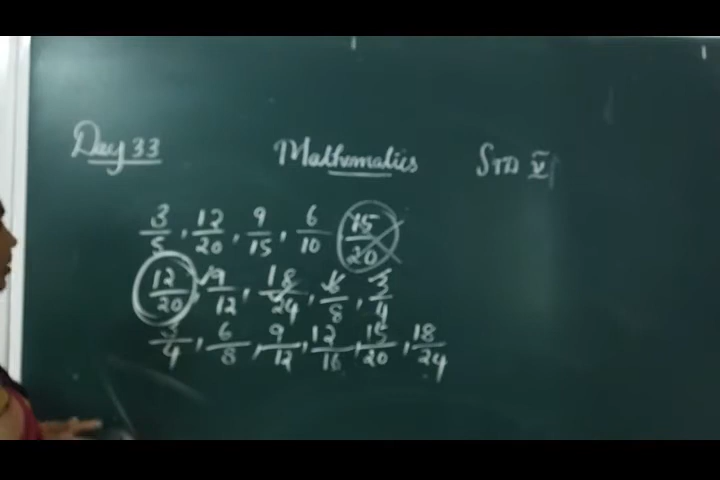 Day 33 Mathematics STD V
3/5, 12/20, 9/15, 6/10 15/20
12/20, 9/12, 18/24, 6/8, 3/4
3/4, 6/8, 9/12, 12/16, 15/20, 18/24